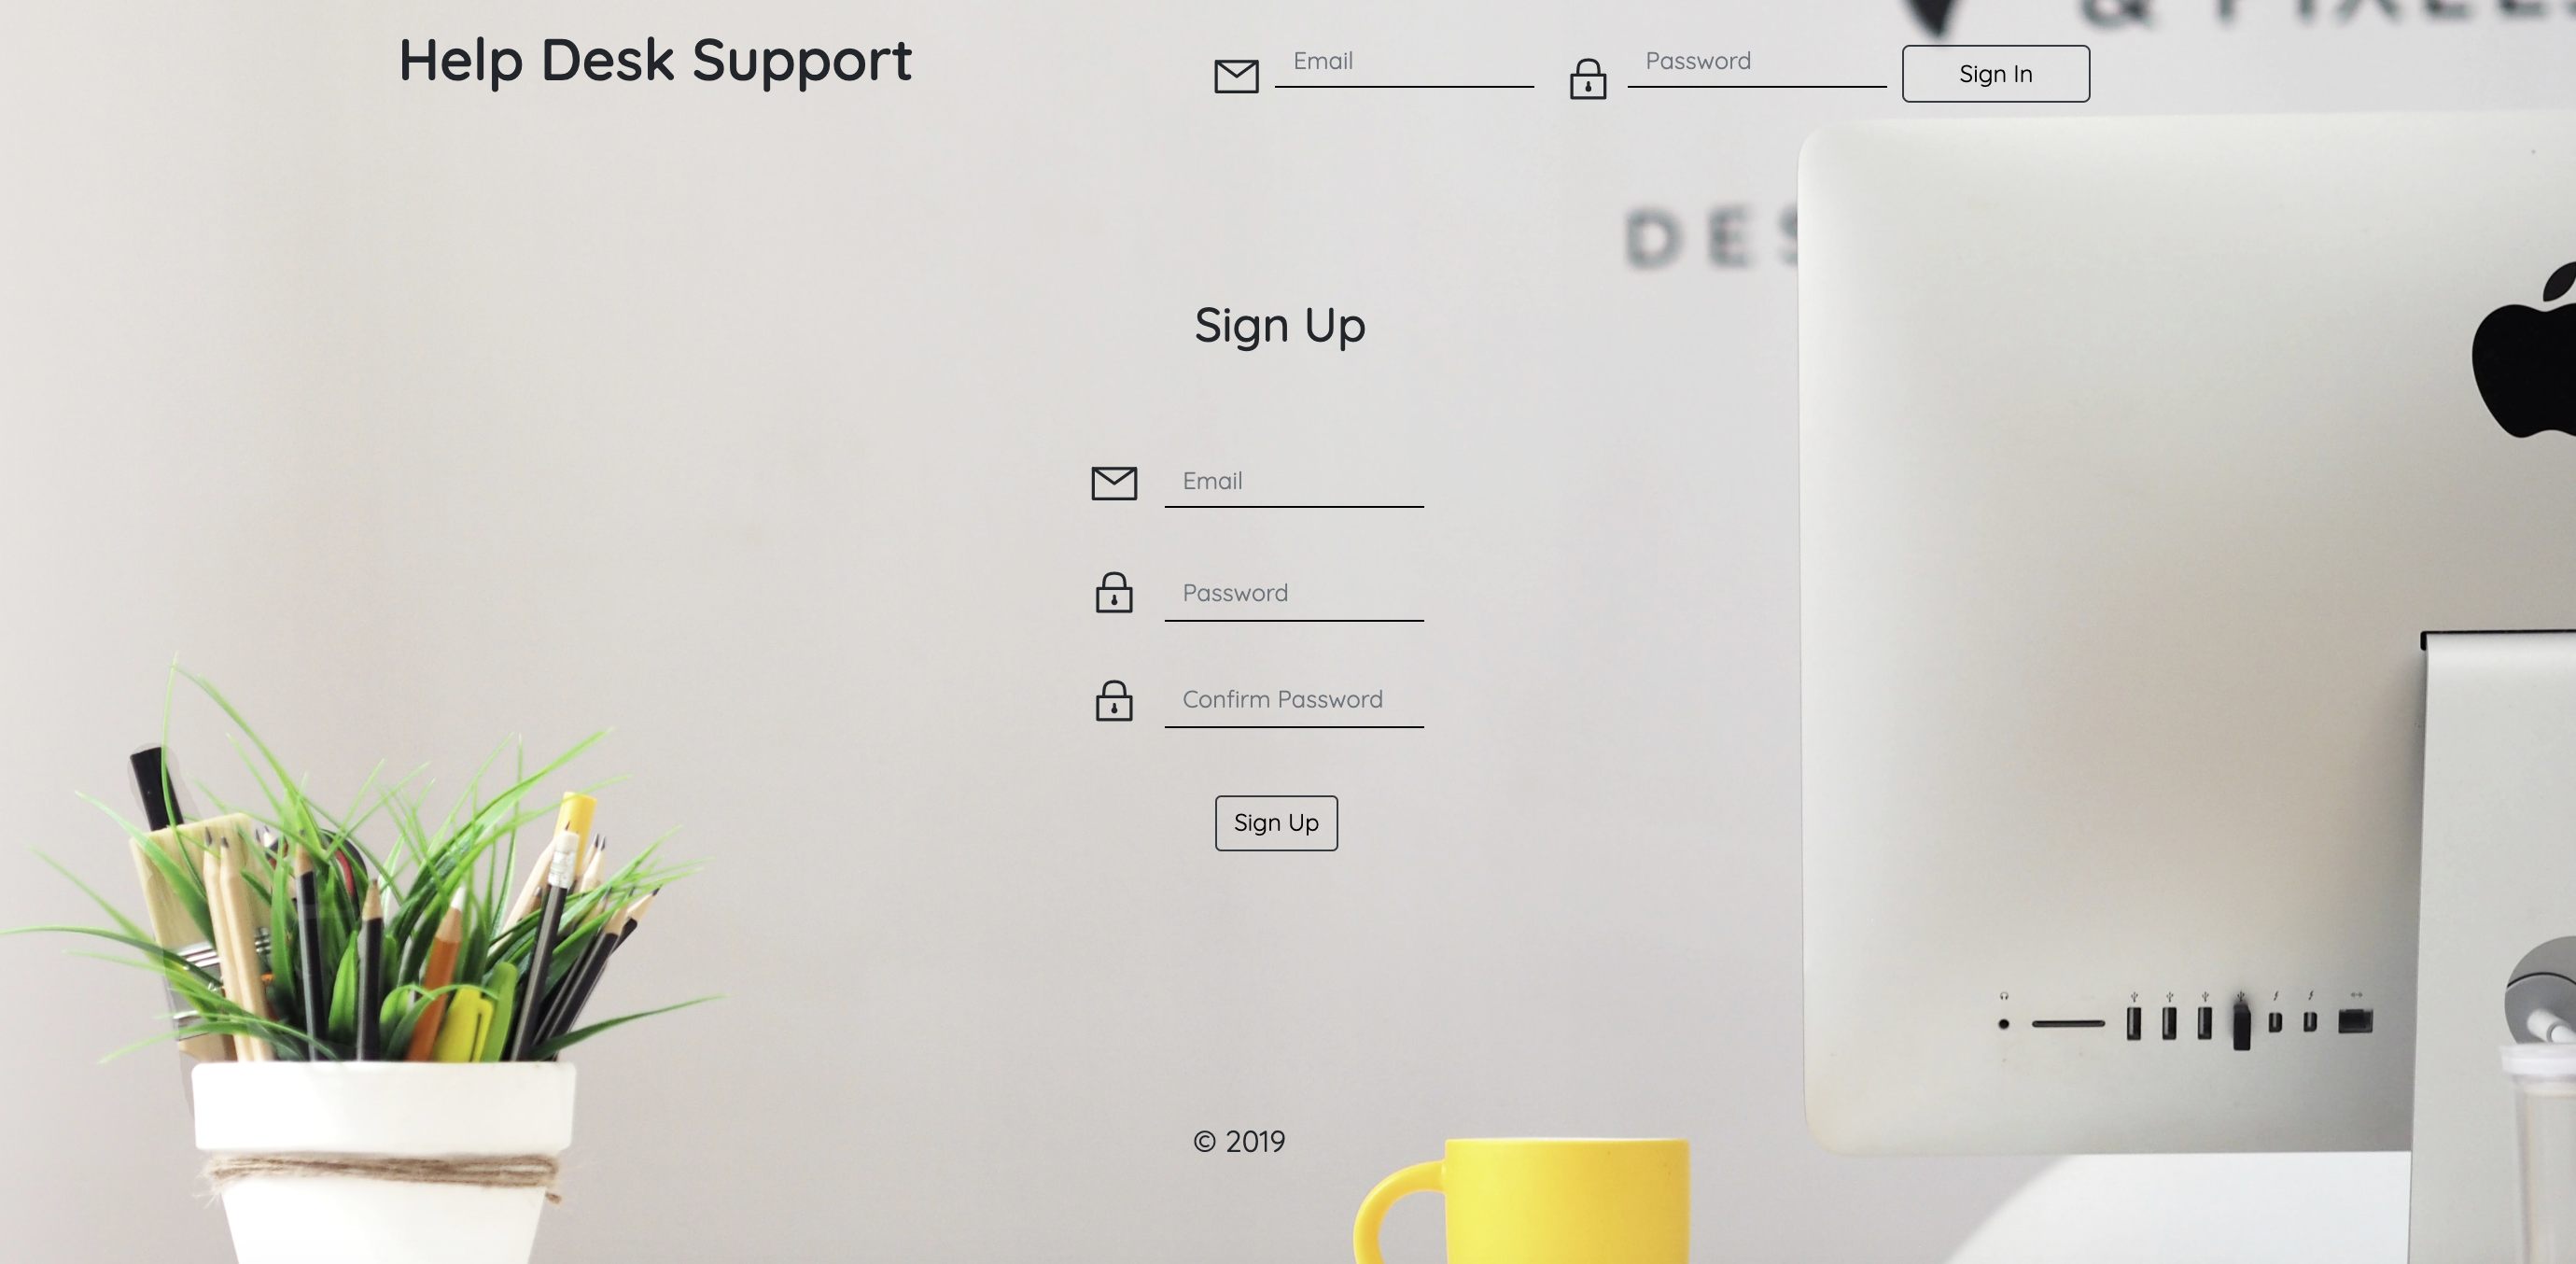 Help Desk Support
Email
Password
Sign In
Sign Up
Email
Password
Confirm Password
Sign Up
© 2019